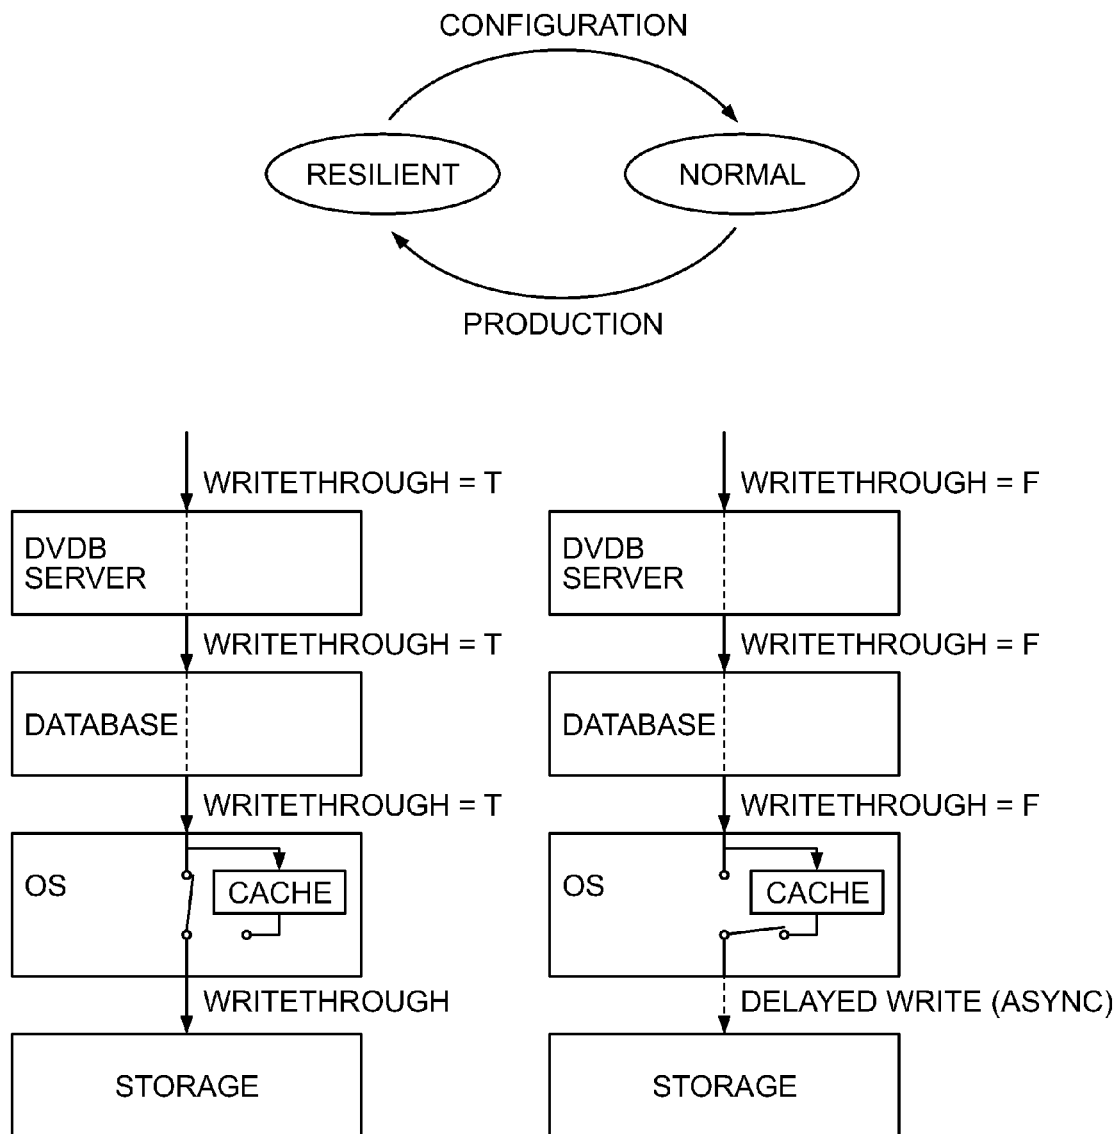 CONFIGURATION
RESILIENT
NORMAL
PRODUCTION
WRITETHROUGH = T
DVDB
SERVER
WRITETHROUGH = T
DATABASE
WRITETHROUGH = T
OS
CACHE
WRITETHROUGH
STORAGE
WRITETHROUGH = F
DVDB
SERVER
WRITETHROUGH = F
DATABASE
WRITETHROUGH = F
OS
CACHE
DELAYED WRITE (ASYNC)
STORAGE